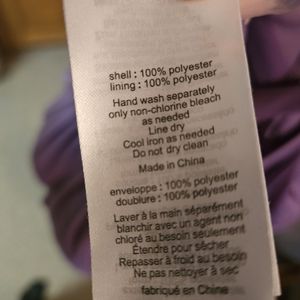 shell : 100% polyester
lining : 100% polyester
Hand wash separately
only non-chlorine bleach
as needed
Line dry
Cool iron as needed
Do not dry clean
Made in China
enveloppe : 100% polyester
doublure : 100% polyester
Laver à la main séparément
blanchir avec un agent non
chloré au besoin seulement
Étendre pour sécher
Repasser à froid au besoin
Ne pas nettoyer à sec
fabriqué en China